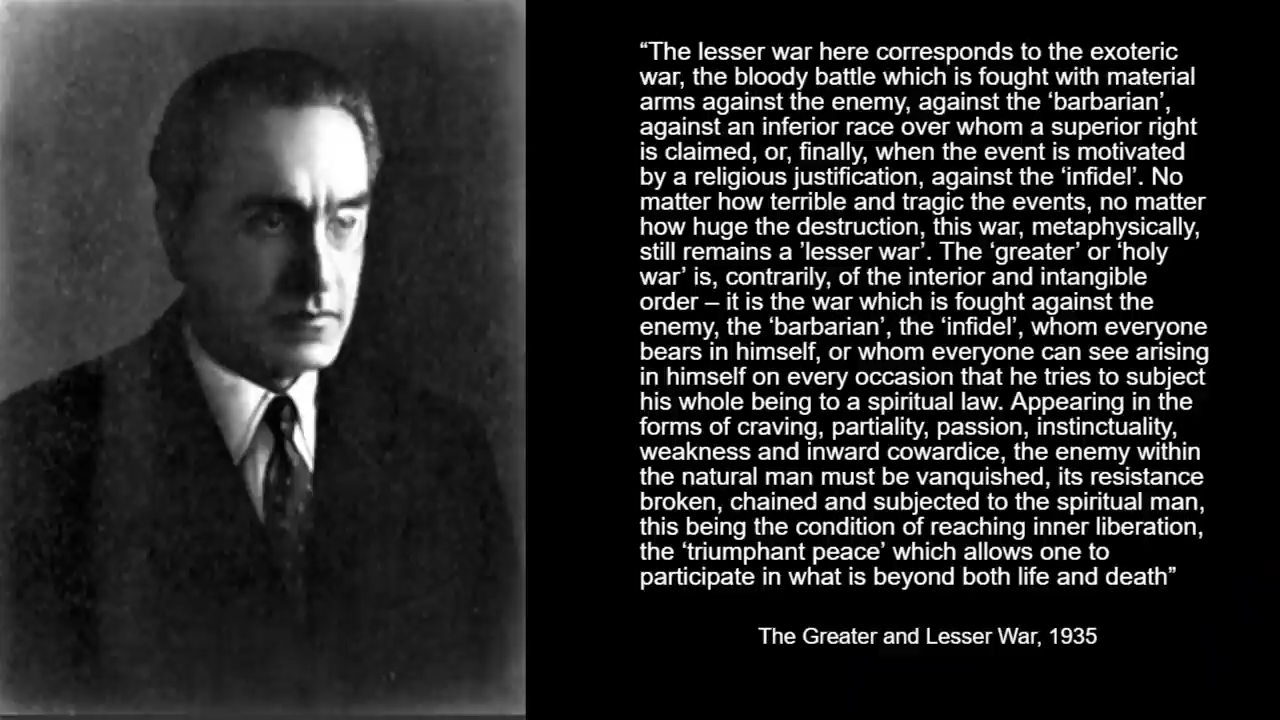 “The lesser war here corresponds to the exoteric
war, the bloody battle which is fought with material
arms against the enemy, against the ‘barbarian’,
against an inferior race over whom a superior right
is claimed, or, finally, when the event is motivated
by a religious justification, against the ‘infidel’. No
matter how terrible and tragic the events, no matter
how huge the destruction, this war, metaphysically,
still remains a ’lesser war’. The ‘greater’ or ‘holy
war’ is, contrarily, of the interior and intangible
order – it is the war which is fought against the
enemy, the ‘barbarian’, the ‘infidel’, whom everyone
bears in himself, or whom everyone can see arising
in himself on every occasion that he tries to subject
his whole being to a spiritual law. Appearing in the
forms of craving, partiality, passion, instinctuality,
weakness and inward cowardice, the enemy within
the natural man must be vanquished, its resistance
broken, chained and subjected to the spiritual man,
this being the condition of reaching inner liberation,
the ‘triumphant peace’ which allows one to
participate in what is beyond both life and death”
The Greater and Lesser War, 1935